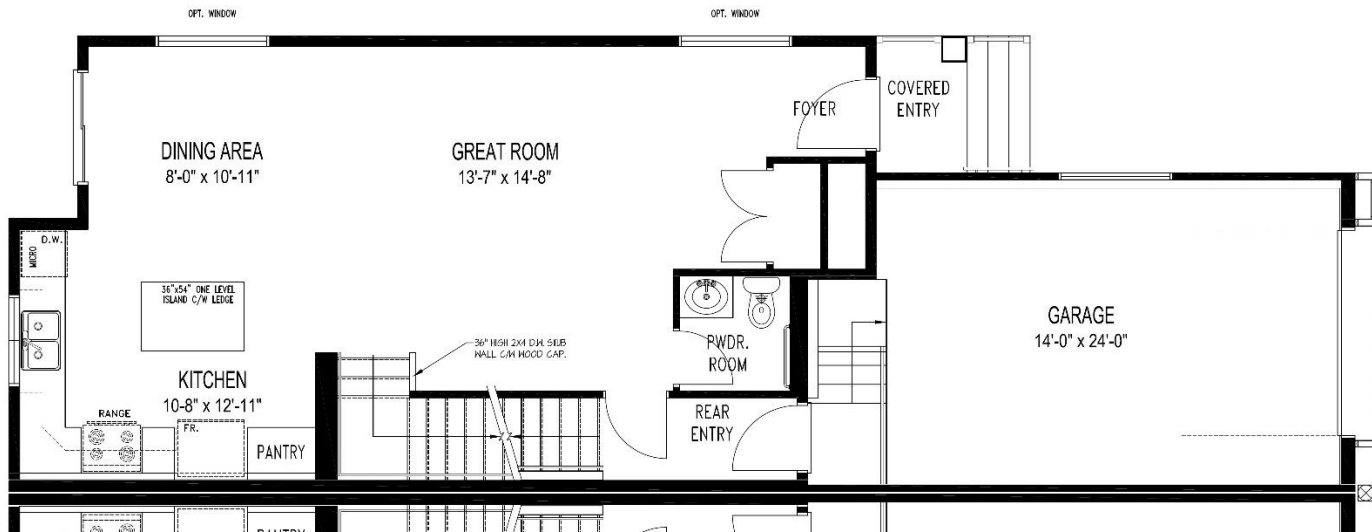 OPT. WINDOW
OPT. WINDOW
FOYER
COVERED
ENTRY
DINING AREA
8'-0" x 10'-11"
GREAT ROOM
13'-7" x 14'-8"
D.W.
MICRO
36"x54" ONE LEVEL
ISLAND C/W LEDGE
GARAGE
14'-0" x 24'-0"
36" HIGH 2X4 D.W. STUB
WALL C/W WOOD CAP.
PWDR.
ROOM
KITCHEN
10-8" x 12'-11"
RANGE
FR.
PANTRY
REAR
ENTRY
PANTRY